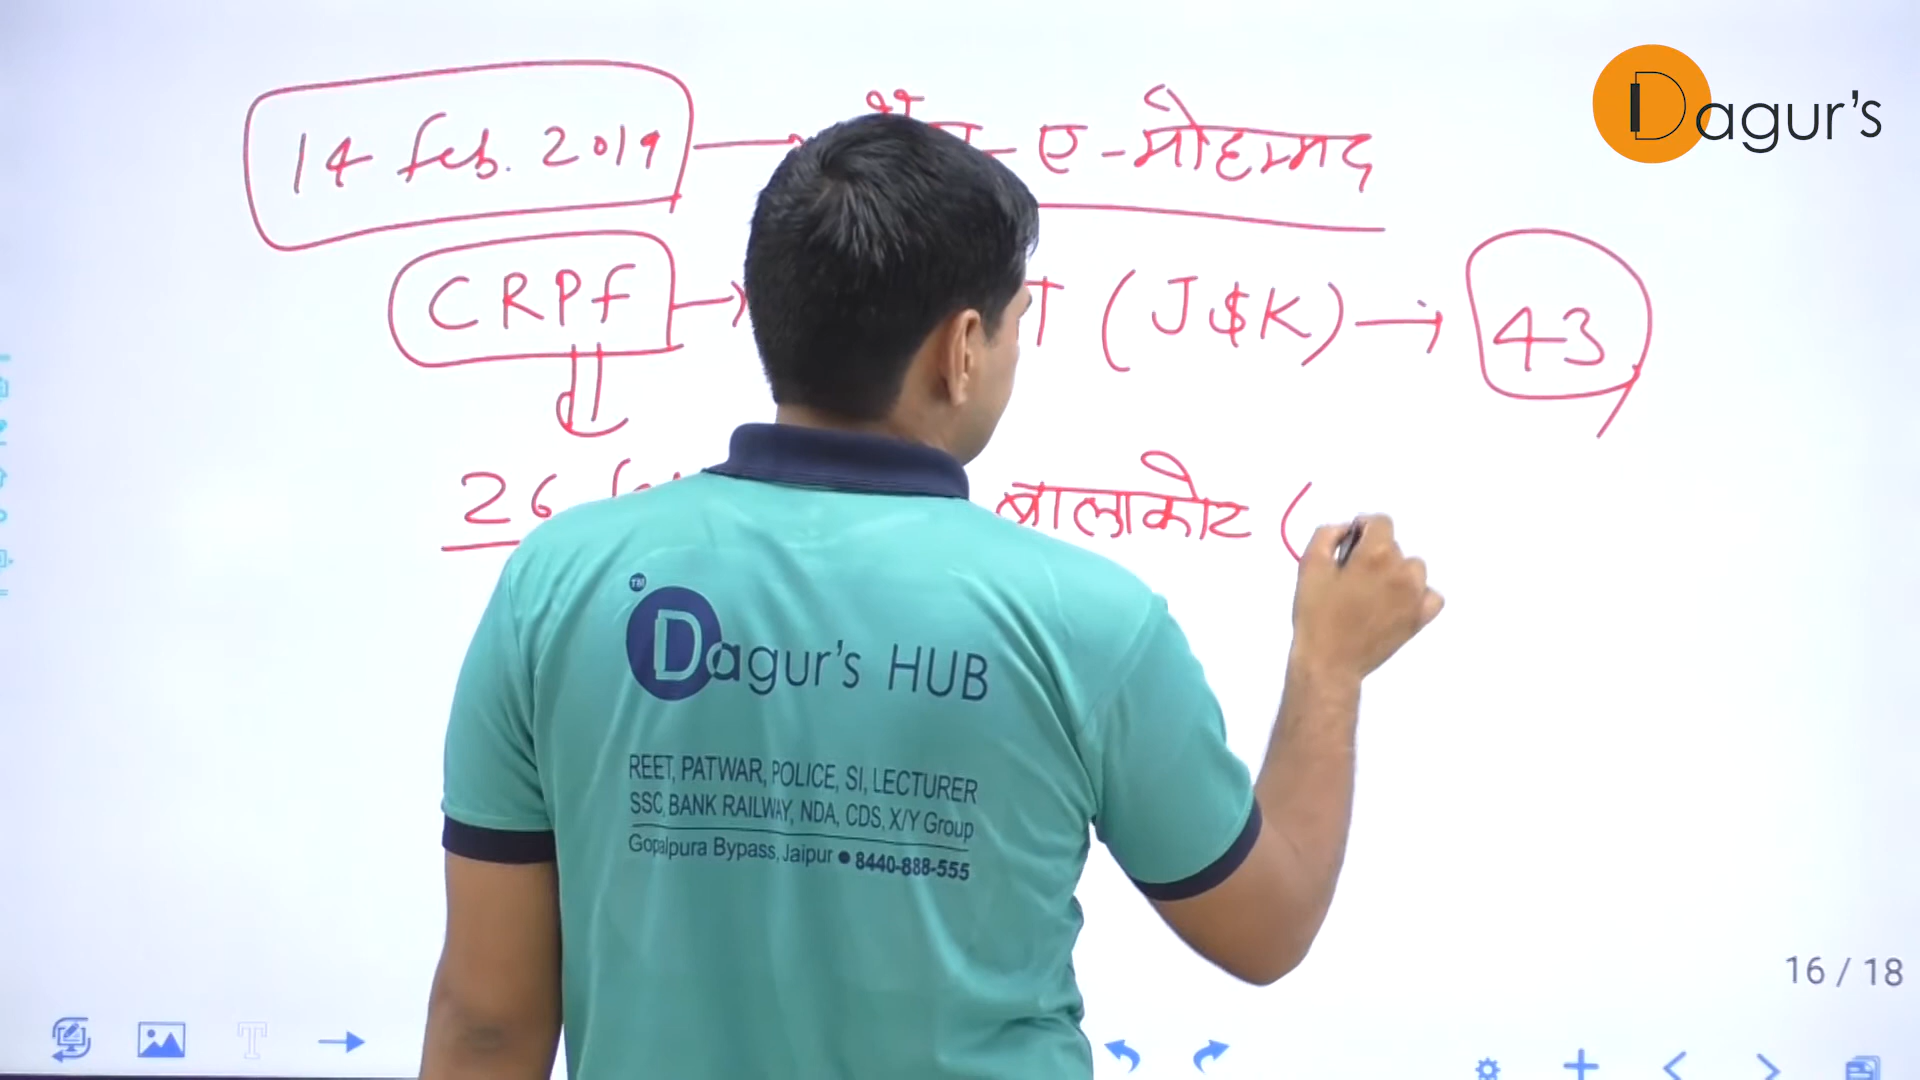 Dagur's
14 feb. 2019 → - ए - मोहम्मद
CRPf → (J$K) → 43
26 बालाकोट (
TM
Dagur's HUB
REET, PATWAR, POLICE, SI, LECTURER
SSC, BANK RAILWAY, NDA, CDS, X/Y Group
Gopalpura Bypass, Jaipur ● 8440-888-555
16 / 18
T